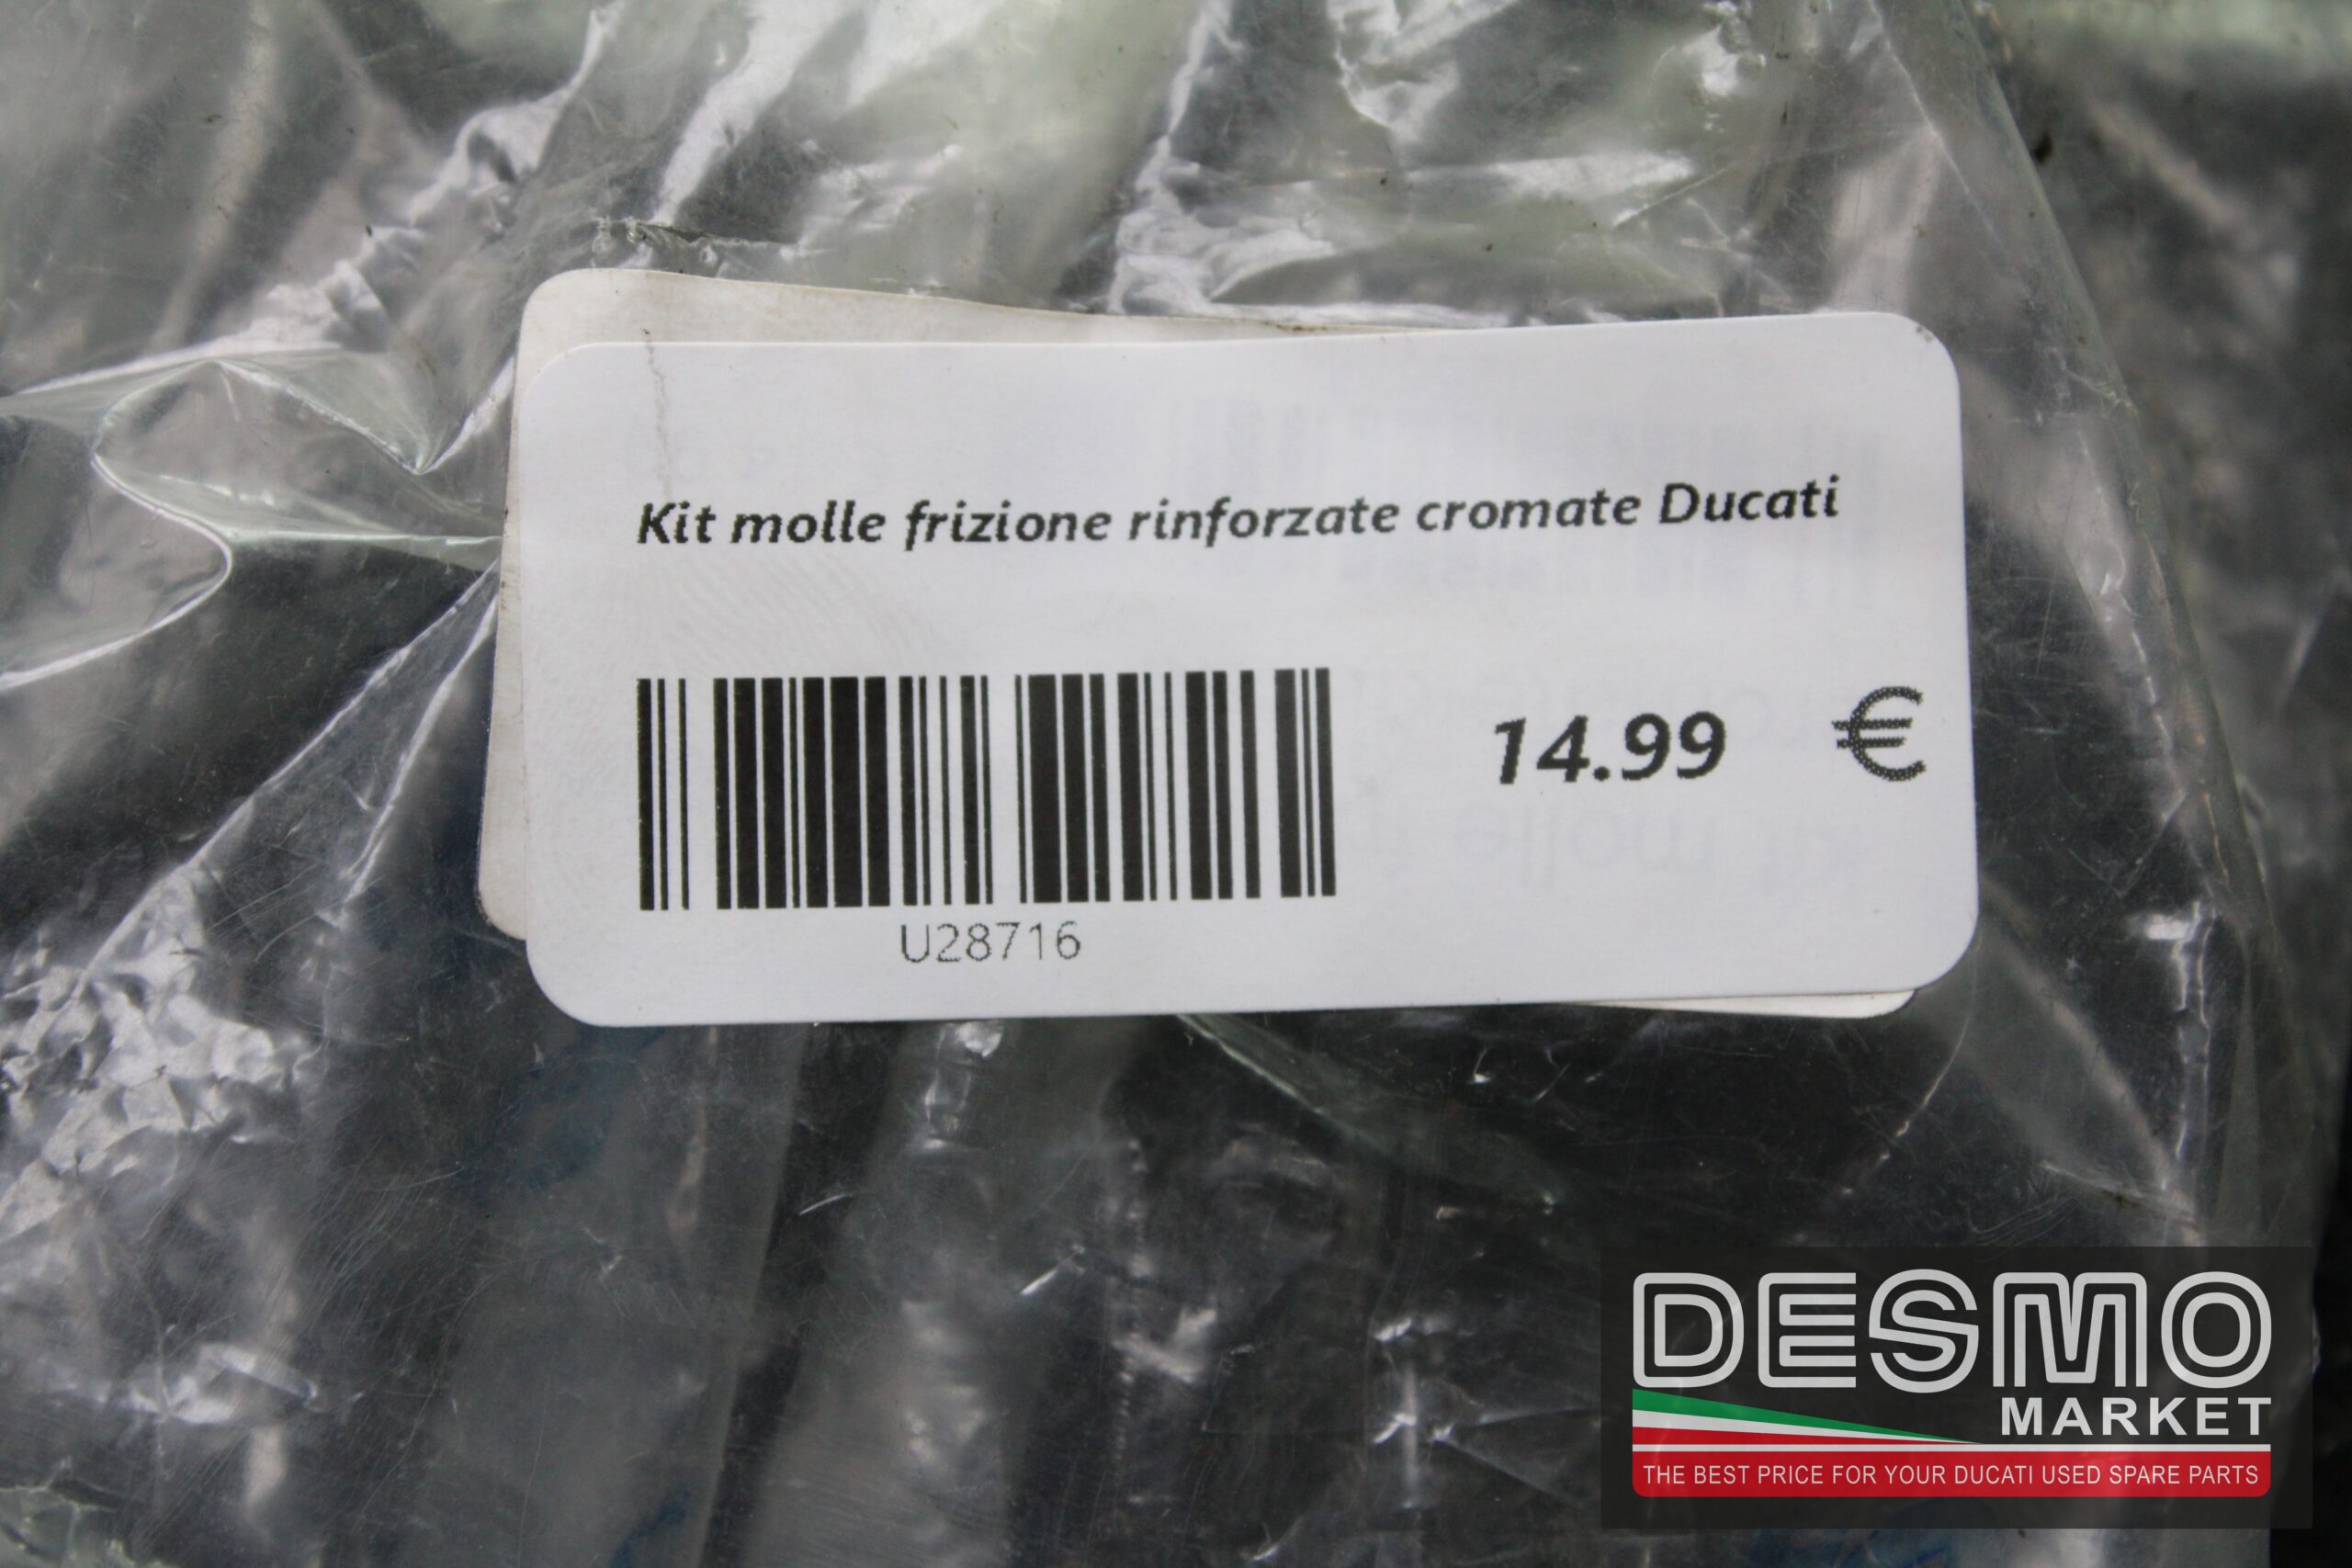 Kit molle frizione rinforzate cromate Ducati
14.99 €
U28716
DESMO
MARKET
THE BEST PRICE FOR YOUR DUCATI USED SPARE PARTS